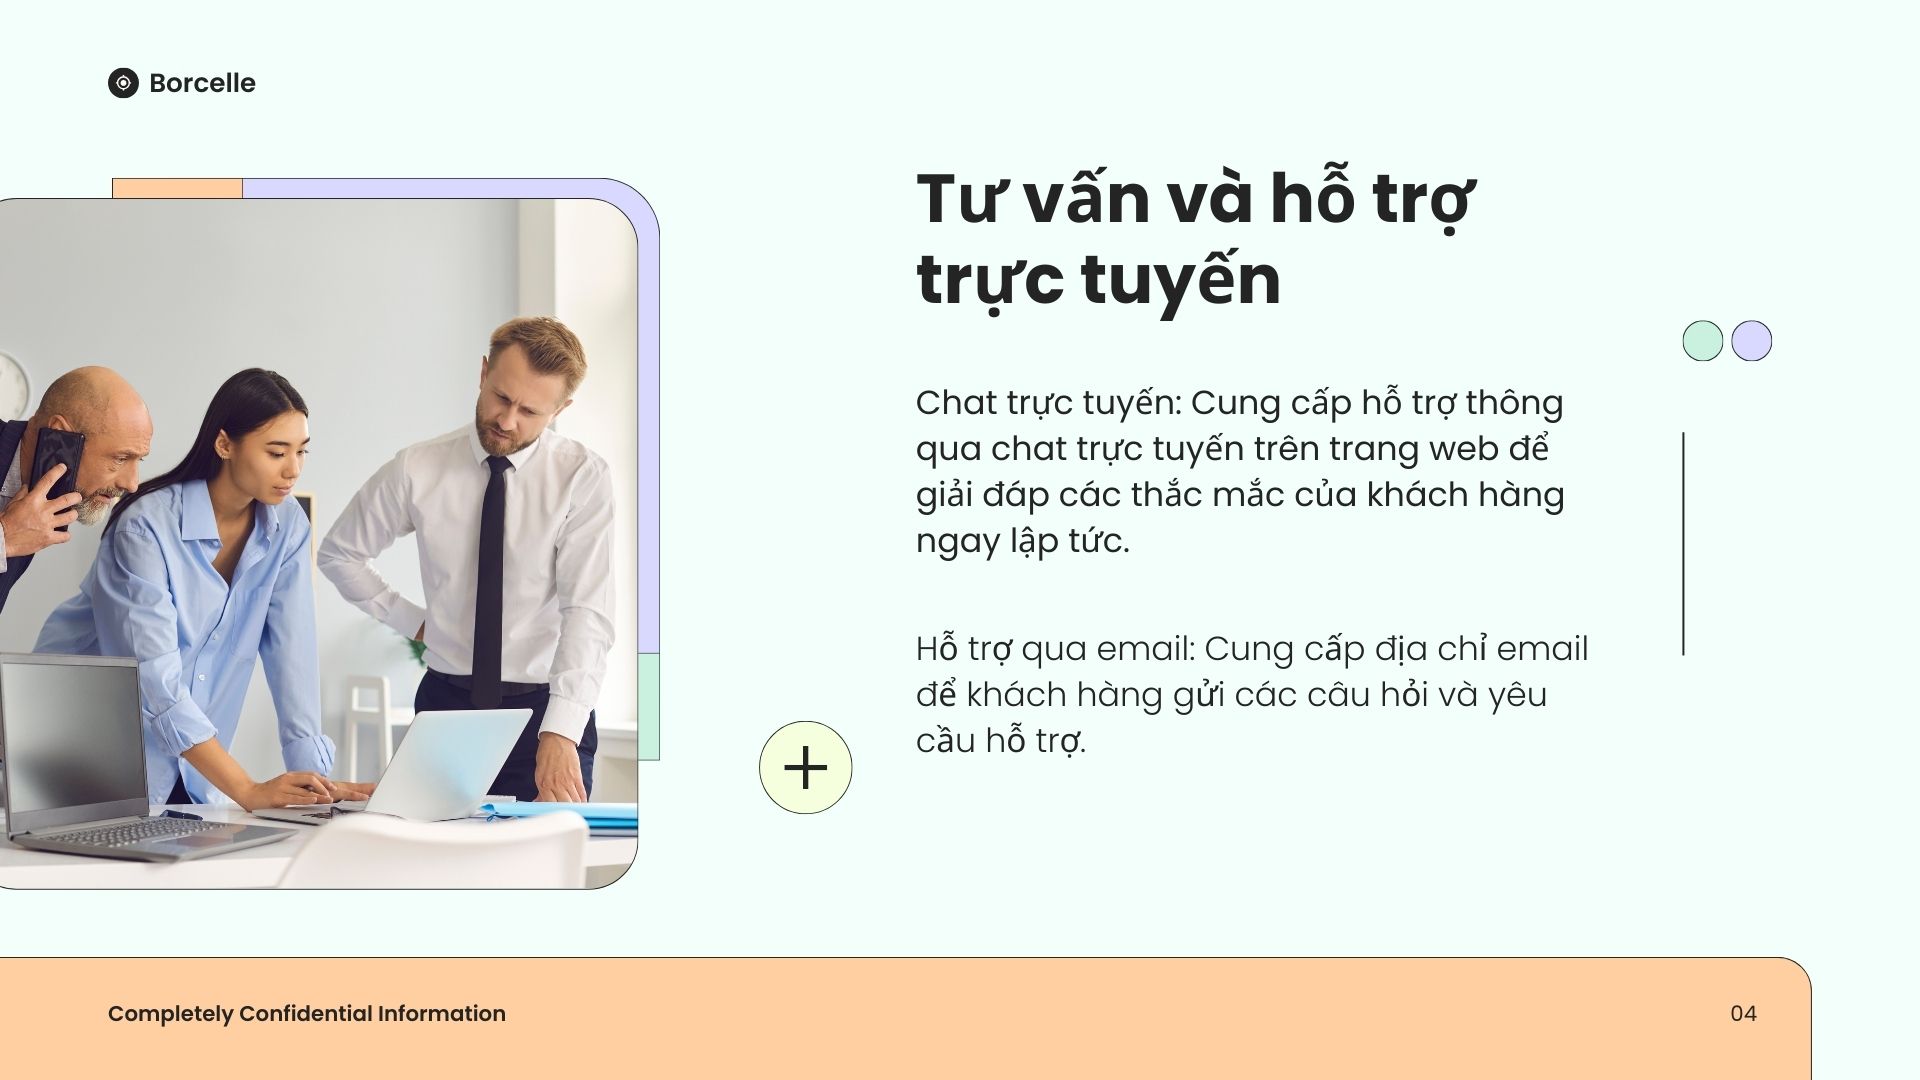 Borcelle
Tư vấn và hỗ trợ
trực tuyến
Chat trực tuyến: Cung cấp hỗ trợ thông
qua chat trực tuyến trên trang web để
giải đáp các thắc mắc của khách hàng
ngay lập tức.
Hỗ trợ qua email: Cung cấp địa chỉ email
để khách hàng gửi các câu hỏi và yêu
cầu hỗ trợ.
Completely Confidential Information
04